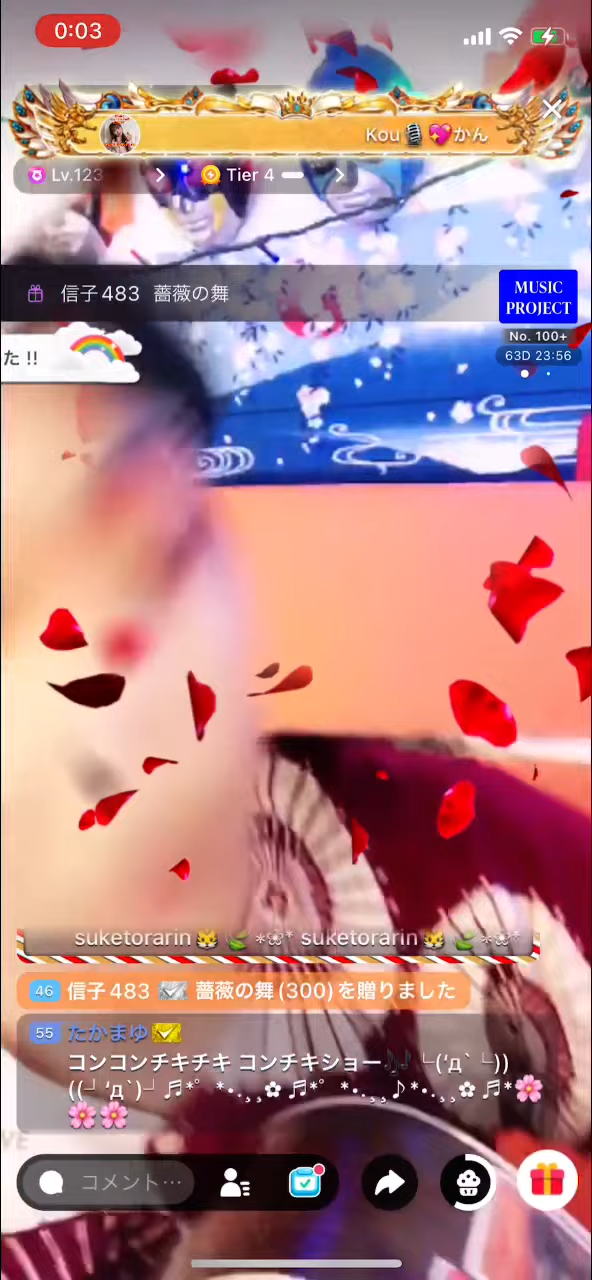 0:03
Kou🎙️💖かん
Lv.123
Tier 4
信子483 薔薇の舞
MUSIC
PROJECT
No. 100+
63D 23:56
た !!
suketorarin🐯🍃*❀* suketorarin🐯🍃*❀*
46 信子483 薔薇の舞(300)を贈りました
55 たかまゆ
コンコンチキチキ コンチキショー🎶 └('д` └))
((┘ 'д`)┘♬*ﾟ *•.¸¸✿ ♬*ﾟ *•.¸¸♪*•.¸¸✿ ♬*🌸
🌸🌸
コメント…